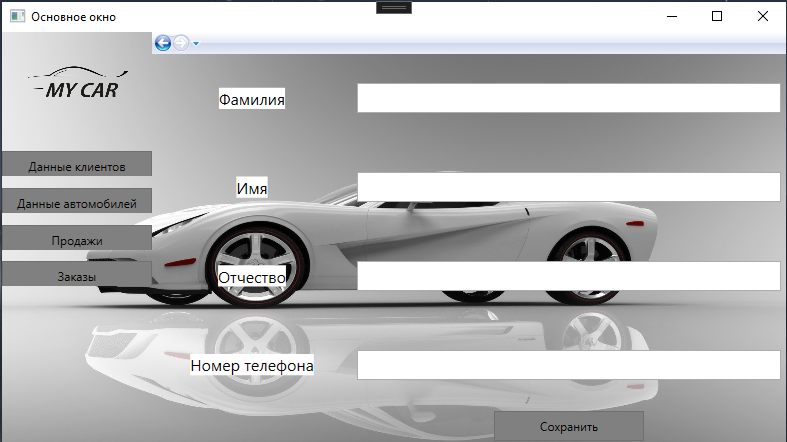 Основное окно
MY CAR
Данные клиентов
Данные автомобилей
Продажи
Заказы
Фамилия
Имя
Отчество
Номер телефона
Сохранить